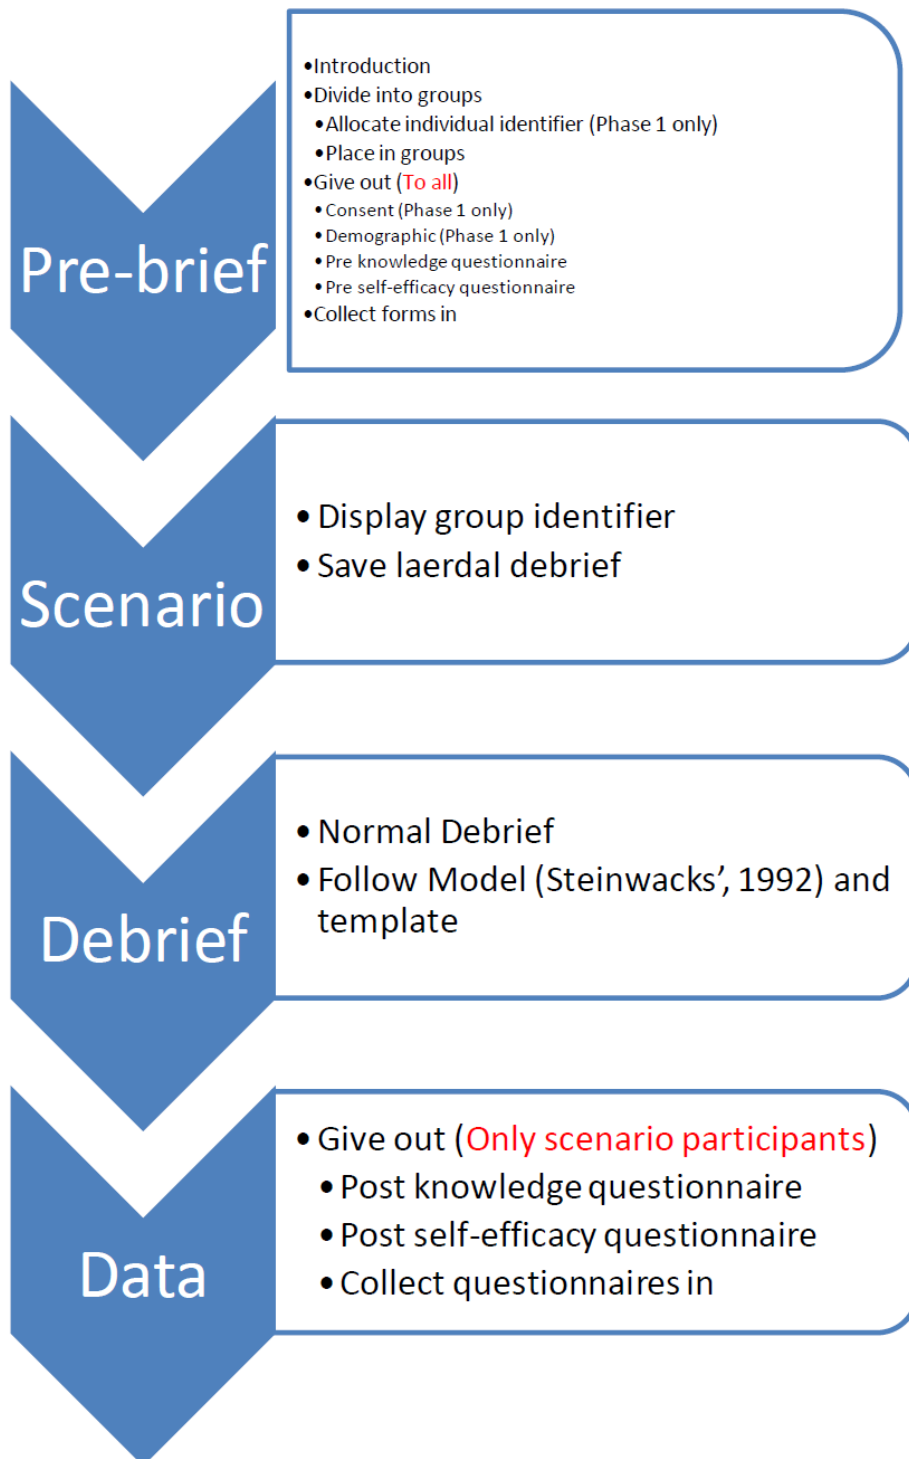 Pre-brief
•Introduction
•Divide into groups
•Allocate individual identifier (Phase 1 only)
•Place in groups
•Give out (To all)
•Consent (Phase 1 only)
•Demographic (Phase 1 only)
•Pre knowledge questionnaire
•Pre self-efficacy questionnaire
•Collect forms in
Scenario
•Display group identifier
•Save laerdal debrief
Debrief
•Normal Debrief
•Follow Model (Steinwacks’, 1992) and
template
Data
•Give out (Only scenario participants)
•Post knowledge questionnaire
•Post self-efficacy questionnaire
•Collect questionnaires in